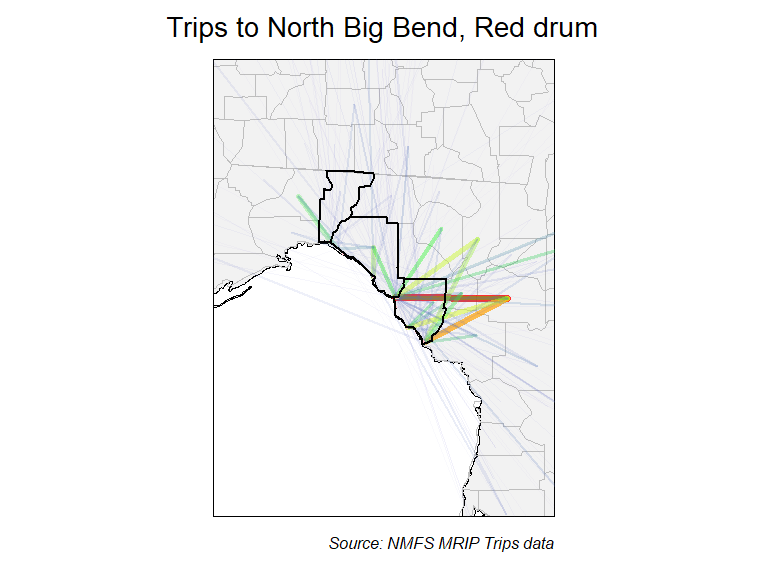 Trips to North Big Bend, Red drum
Source: NMFS MRIP Trips data